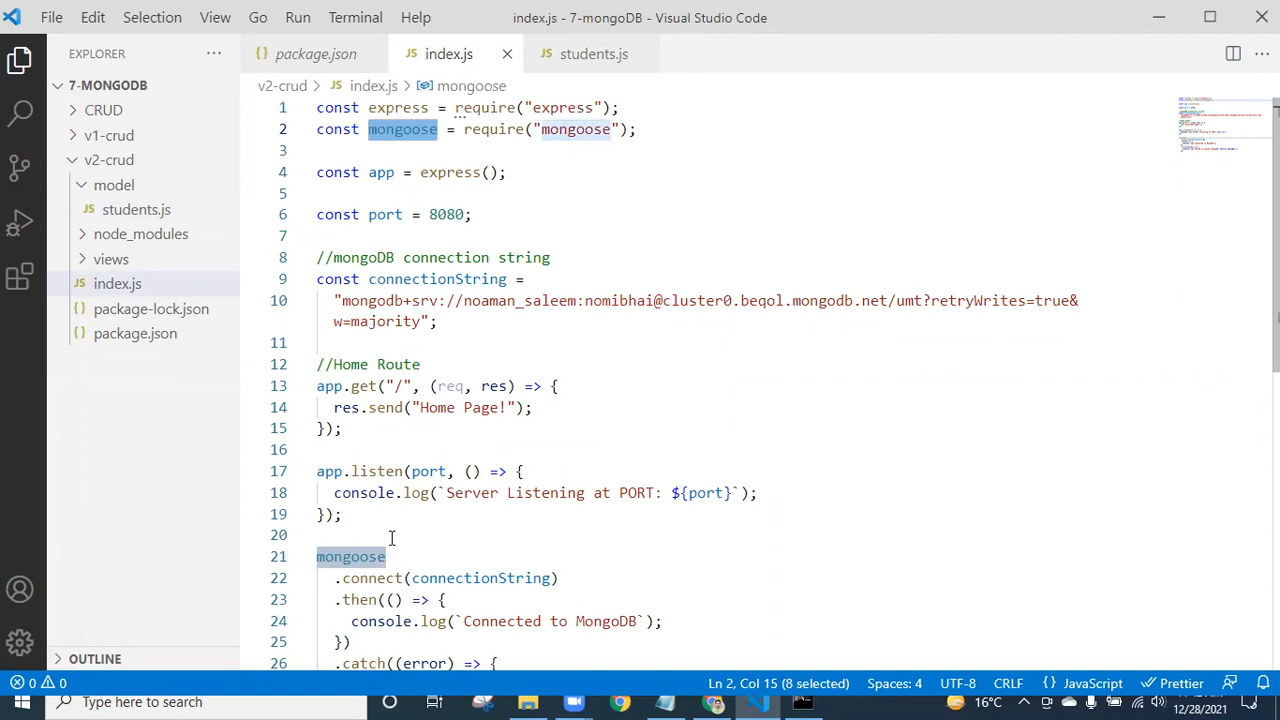 File Edit Selection View Go Run Terminal Help index.js - 7-mongoDB - Visual Studio Code
EXPLORER
7-MONGODB
CRUD
v1-crud
v2-crud
model
JS students.js
node_modules
views
JS index.js
package-lock.json
package.json
OUTLINE
package.json JS index.js JS students.js
v2-crud > JS index.js > mongoose
1 const express = require("express");
2 const mongoose = require("mongoose");
3
4 const app = express();
5
6 const port = 8080;
7
8 //mongoDB connection string
9 const connectionString =
10 "mongodb+srv://noaman_saleem:nomibhai@cluster0.beqol.mongodb.net/umt?retryWrites=true&
w=majority";
11
12 //Home Route
13 app.get("/", (req, res) => {
14 res.send("Home Page!");
15 });
16
17 app.listen(port, () => {
18 console.log(`Server Listening at PORT: ${port}`);
19 });
20
21 mongoose
22 .connect(connectionString)
23 .then(() => {
24 console.log(`Connected to MongoDB`);
25 })
26 .catch((error) => {
0 0 Ln 2, Col 15 (8 selected) Spaces: 4 UTF-8 CRLF {} JavaScript Prettier
Type here to search 16°C 12/28/2021